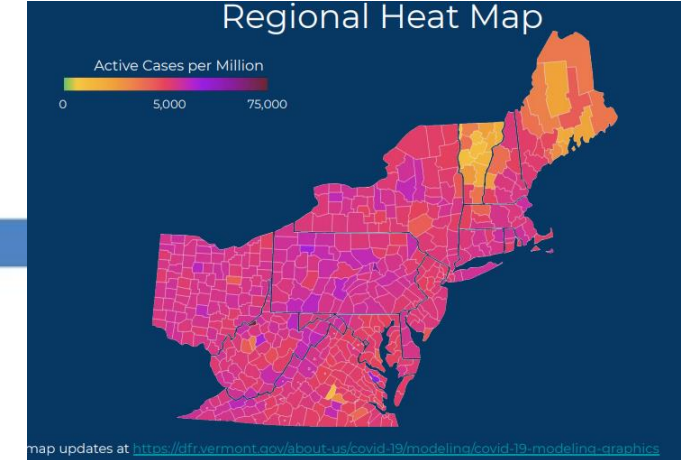 Regional Heat Map
Active Cases per Million
0 5,000 75,000
map updates at https://dfr.vermont.gov/about-us/covid-19/modeling/covid-19-modeling-graphics